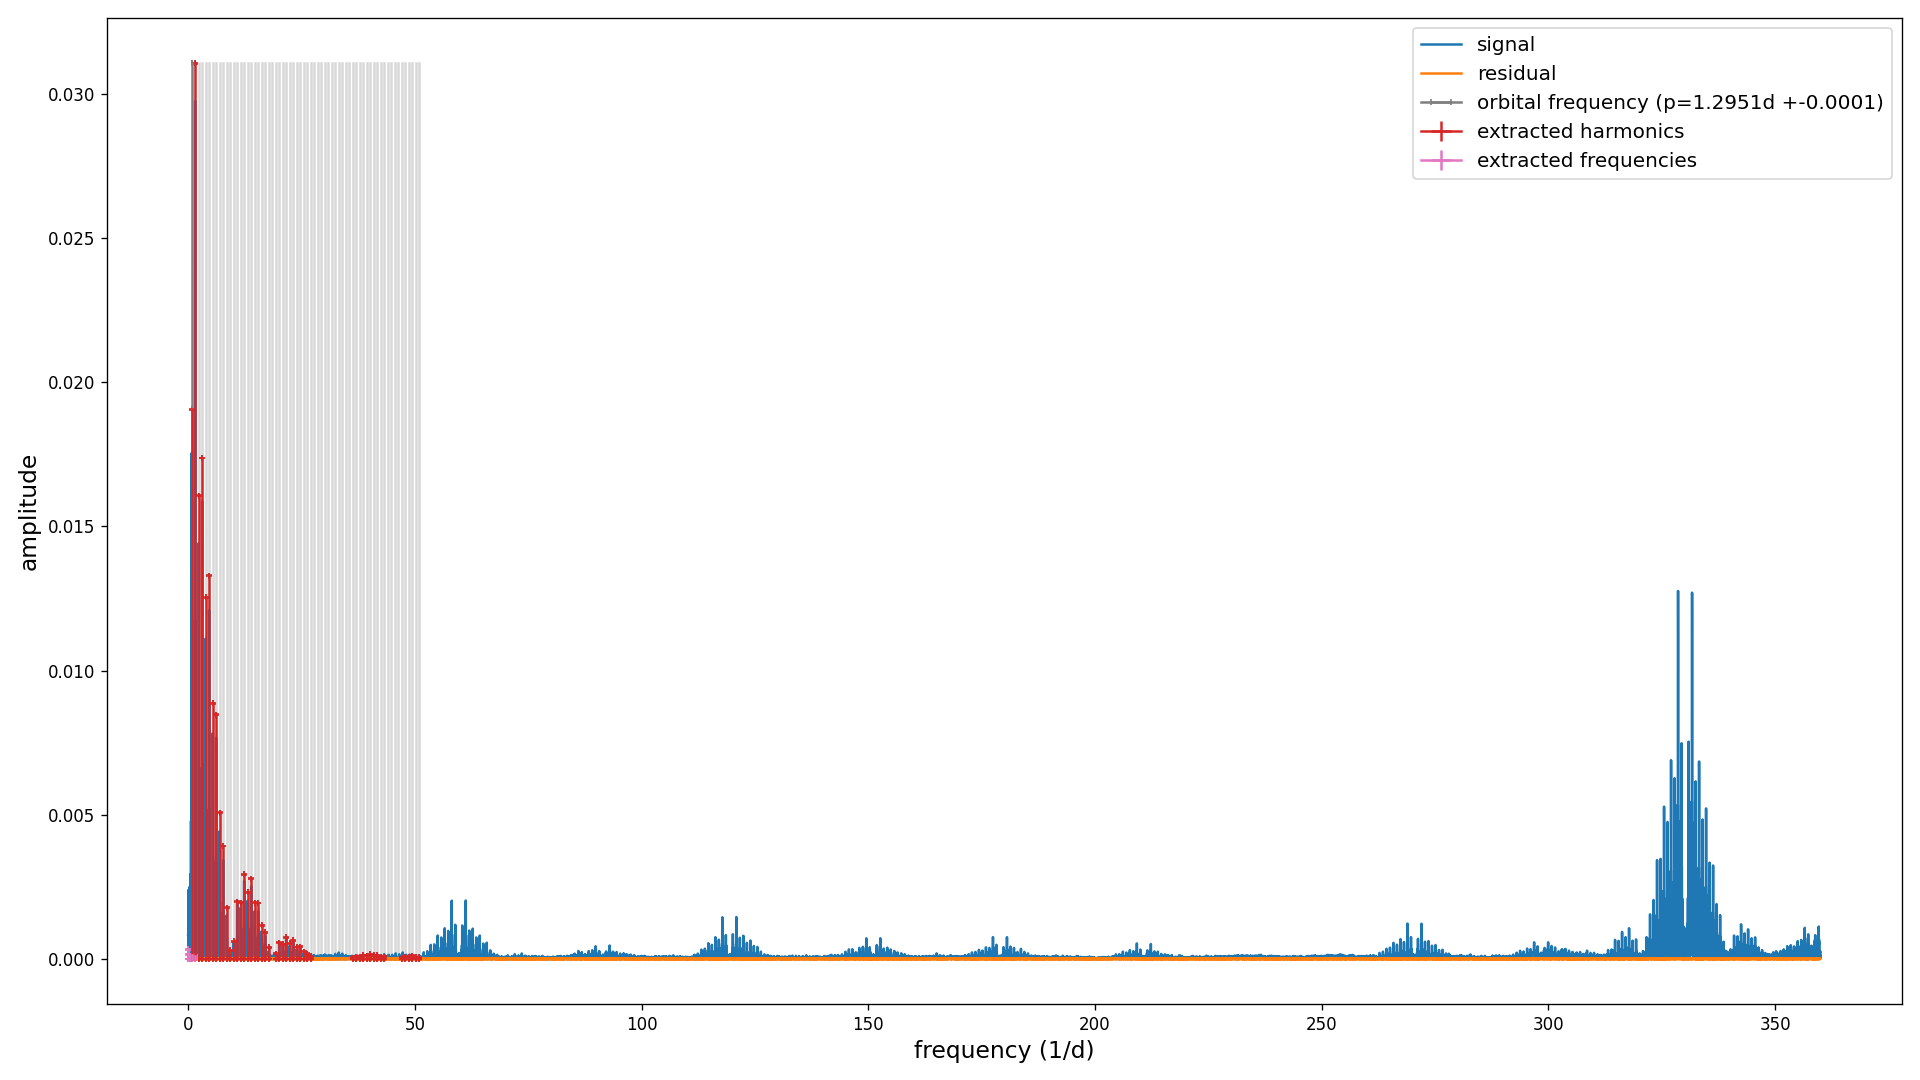 signal
residual
orbital frequency (p=1.2951d +-0.0001)
extracted harmonics
extracted frequencies
0.030
0.025
0.020
0.015
0.010
0.005
0.000
amplitude
0 50 100 150 200 250 300 350
frequency (1/d)